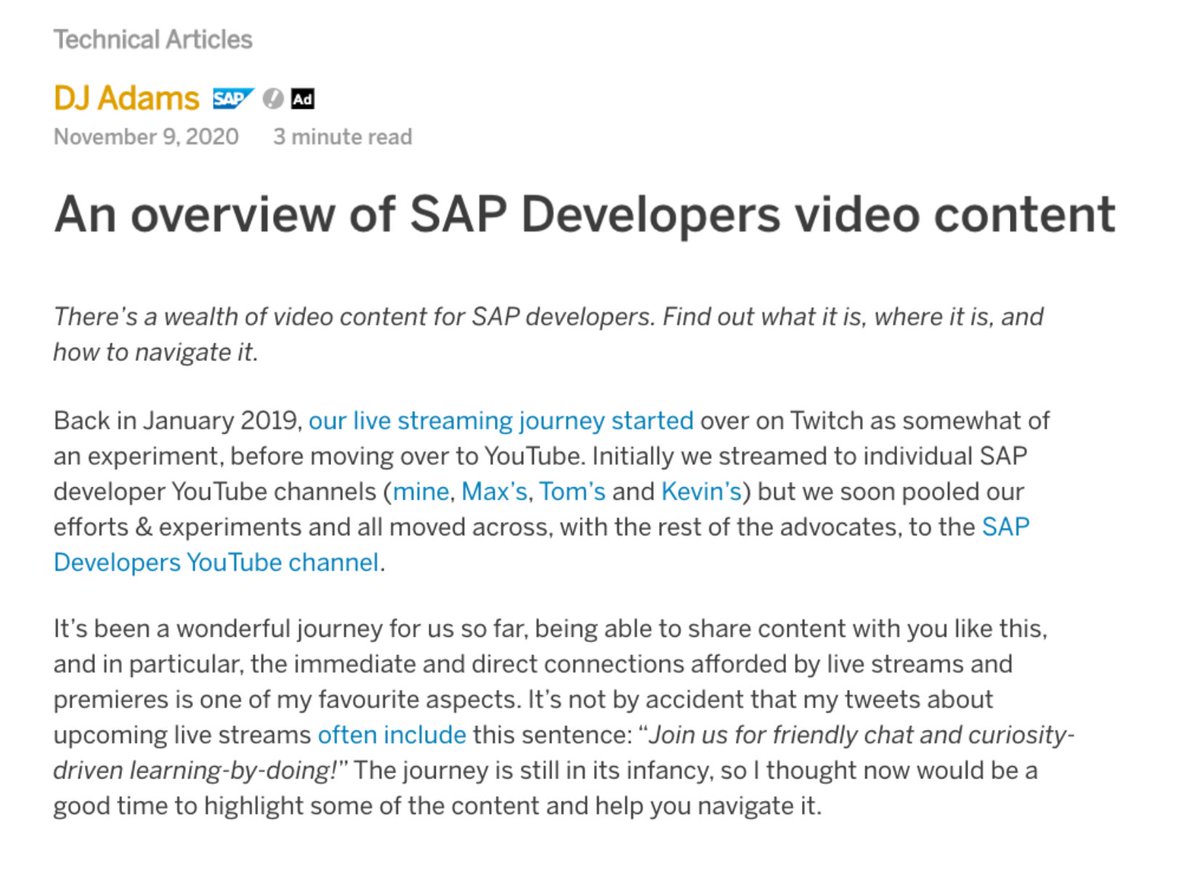 Technical Articles
DJ Adams SAP Ad
November 9, 2020 3 minute read
An overview of SAP Developers video content
There’s a wealth of video content for SAP developers. Find out what it is, where it is, and
how to navigate it.
Back in January 2019, our live streaming journey started over on Twitch as somewhat of
an experiment, before moving over to YouTube. Initially we streamed to individual SAP
developer YouTube channels (mine, Max’s, Tom’s and Kevin’s) but we soon pooled our
efforts & experiments and all moved across, with the rest of the advocates, to the SAP
Developers YouTube channel.
It’s been a wonderful journey for us so far, being able to share content with you like this,
and in particular, the immediate and direct connections afforded by live streams and
premieres is one of my favourite aspects. It’s not by accident that my tweets about
upcoming live streams often include this sentence: “Join us for friendly chat and curiosity-
driven learning-by-doing!” The journey is still in its infancy, so I thought now would be a
good time to highlight some of the content and help you navigate it.